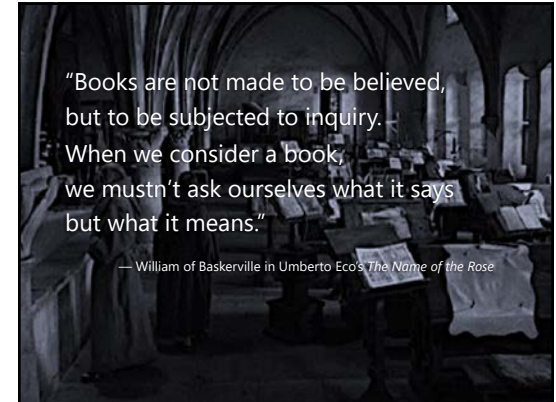 “Books are not made to be believed,
but to be subjected to inquiry.
When we consider a book,
we mustn’t ask ourselves what it says
but what it means.”
— William of Baskerville in Umberto Eco’s The Name of the Rose